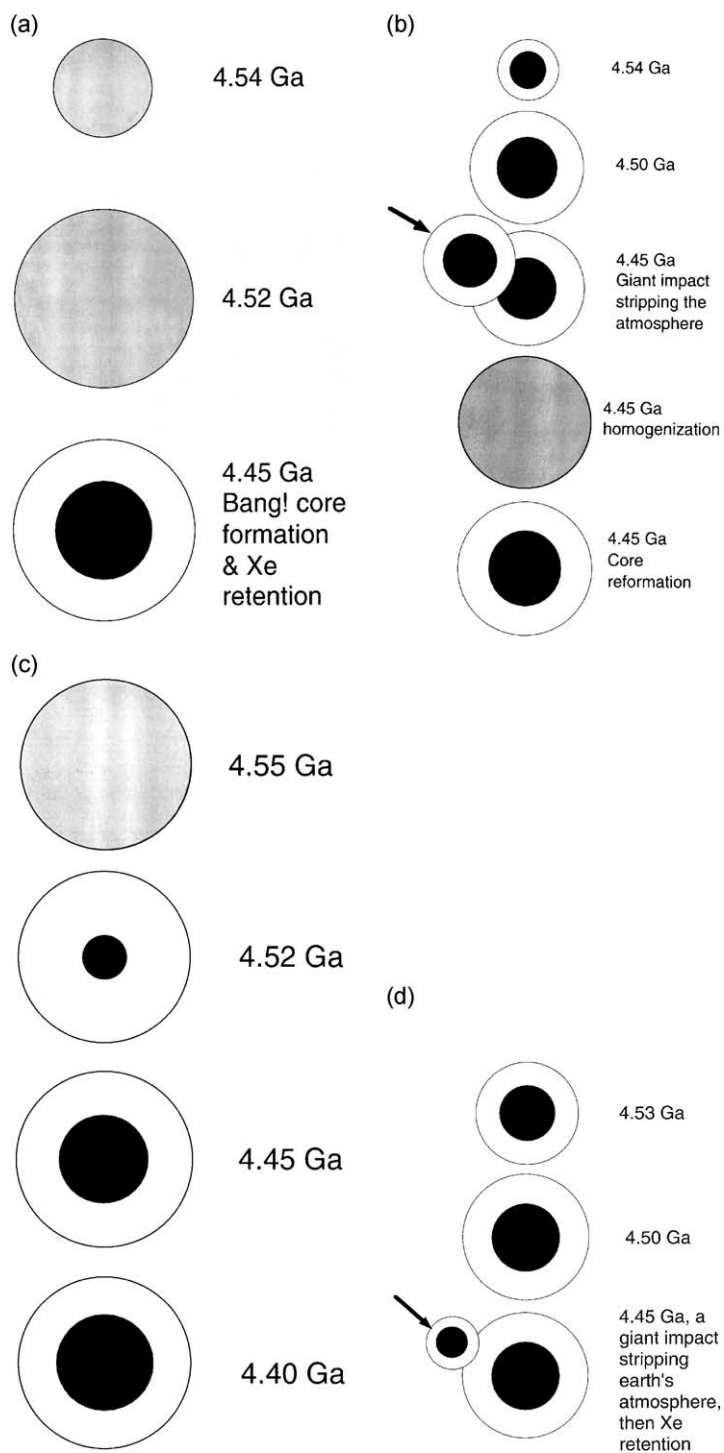 (a)
4.54 Ga
4.52 Ga
4.45 Ga
Bang! core
formation
& Xe
retention
(b)
4.54 Ga
4.50 Ga
4.45 Ga
Giant impact
stripping the
atmosphere
4.45 Ga
homogenization
4.45 Ga
Core
reformation
(c)
4.55 Ga
4.52 Ga
4.45 Ga
4.40 Ga
(d)
4.53 Ga
4.50 Ga
4.45 Ga, a
giant impact
stripping
earth's
atmosphere,
then Xe
retention